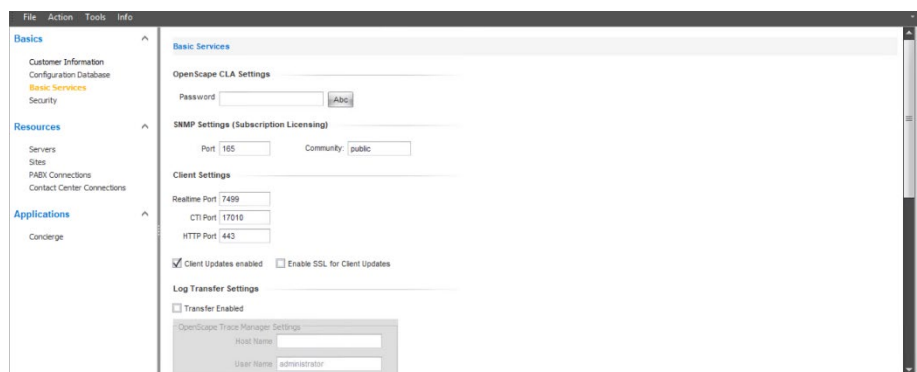 File Action Tools Info
Basics
Customer Information
Configuration Database
Basic Services
Security
Resources
Servers
Sites
PABX Connections
Contact Center Connections
Applications
Concierge
Basic Services
OpenScape CLA Settings
Password Abc
SNMP Settings (Subscription Licensing)
Port 165 Community: public
Client Settings
Realtime Port 7499
CTI Port 17010
HTTP Port 443
Client Updates enabled Enable SSL for Client Updates
Log Transfer Settings
Transfer Enabled
OpenScape Trace Manager Settings
Host Name
User Name administrator